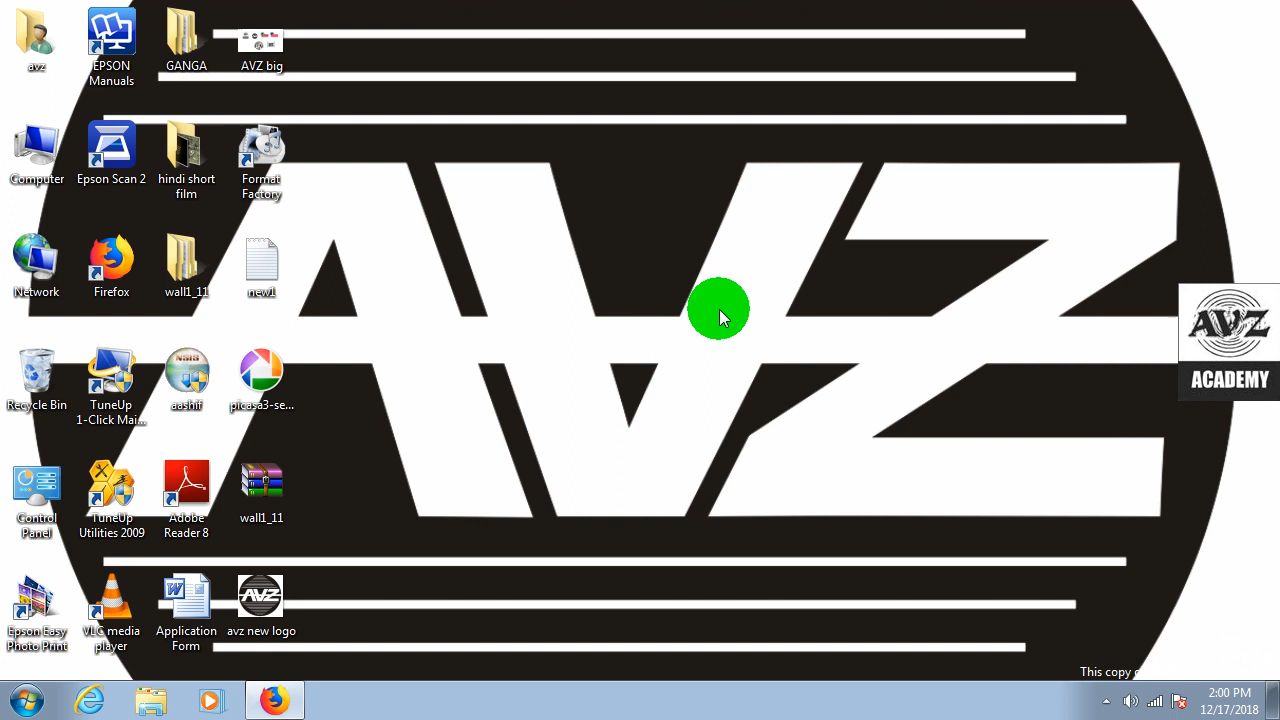 avz
EPSON
Manuals
GANGA
AVZ big
Computer
Epson Scan 2
hindi short
film
Format
Factory
Network
Firefox
wall1_11
new1
Recycle Bin
TuneUp
1-Click Mai...
NSIS
aashif
picasa3-se...
Control
Panel
TuneUp
Utilities 2009
Adobe
Reader 8
wall1_11
Epson Easy
Photo Print
VLC media
player
Application
Form
AVZ
avz new logo
AVZ
AVZ
ACADEMY
This copy
2:00 PM
12/17/2018